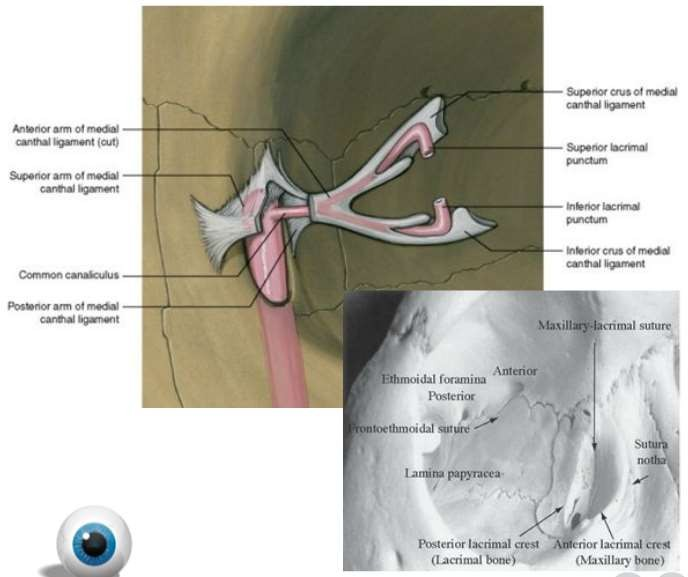 Anterior arm of medial
canthal ligament (cut)
Superior arm of medial
canthal ligament
Common canaliculus
Posterior arm of medial
canthal ligament
Superior crus of medial
canthal ligament
Superior lacrimal
punctum
Inferior lacrimal
punctum
Inferior crus of medial
canthal ligament
Maxillary-lacrimal suture
Anterior
Ethmoidal foramina
Posterior
Frontoethmoidal suture
Sutura
notha
Lamina papyracea
Posterior lacrimal crest
(Lacrimal bone)
Anterior lacrimal crest
(Maxillary bone)